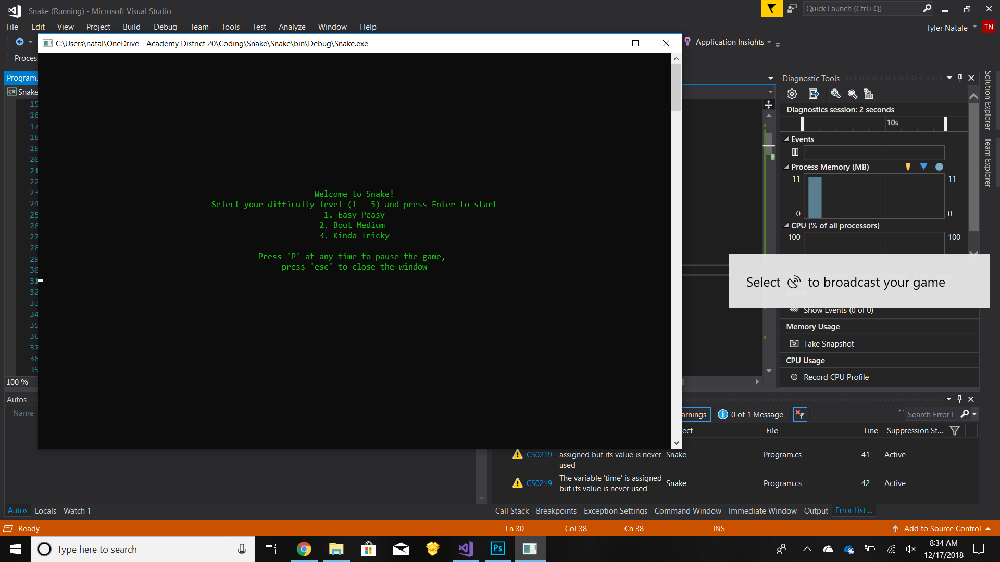 Snake (Running) - Microsoft Visual Studio
Quick Launch (Ctrl+Q)
File Edit View Project Build Debug Team Tools Test Analyze Window Help
Tyler Natale TN
C:\Users\natal\OneDrive - Academy District 20\Coding\Snake\Snake\bin\Debug\Snake.exe
Application Insights
Proces
Program.
Snake
15
16
17
18
19
20
21
22
23
24
25
26
27
28
29
30
31
32
33
34
35
36
37
38
39
100 %
Welcome to Snake!
Select your difficulty level (1 - 5) and press Enter to start
1. Easy Peasy
2. Bout Medium
3. Kinda Tricky
Press 'P' at any time to pause the game,
press 'esc' to close the window
Diagnostic Tools
Diagnostics session: 2 seconds
10s
Events
Process Memory (MB)
11 11
0 0
CPU (% of all processors)
100 100
Select to broadcast your game
Events
Show Events (0 of 0)
Memory Usage
Take Snapshot
CPU Usage
Record CPU Profile
Solution Explorer
Team Explorer
Autos
Name
arnings 0 of 1 Message Search Error L
ect File Line Suppression St...
CS0219 assigned but its value is never used Snake Program.cs 41 Active
CS0219 The variable 'time' is assigned but its value is never used Snake Program.cs 42 Active
Autos Locals Watch 1
Call Stack Breakpoints Exception Settings Command Window Immediate Window Output Error List ...
Ready Ln 30 Col 38 Ch 38 INS Add to Source Control
Type here to search
Ps
8:34 AM
12/17/2018